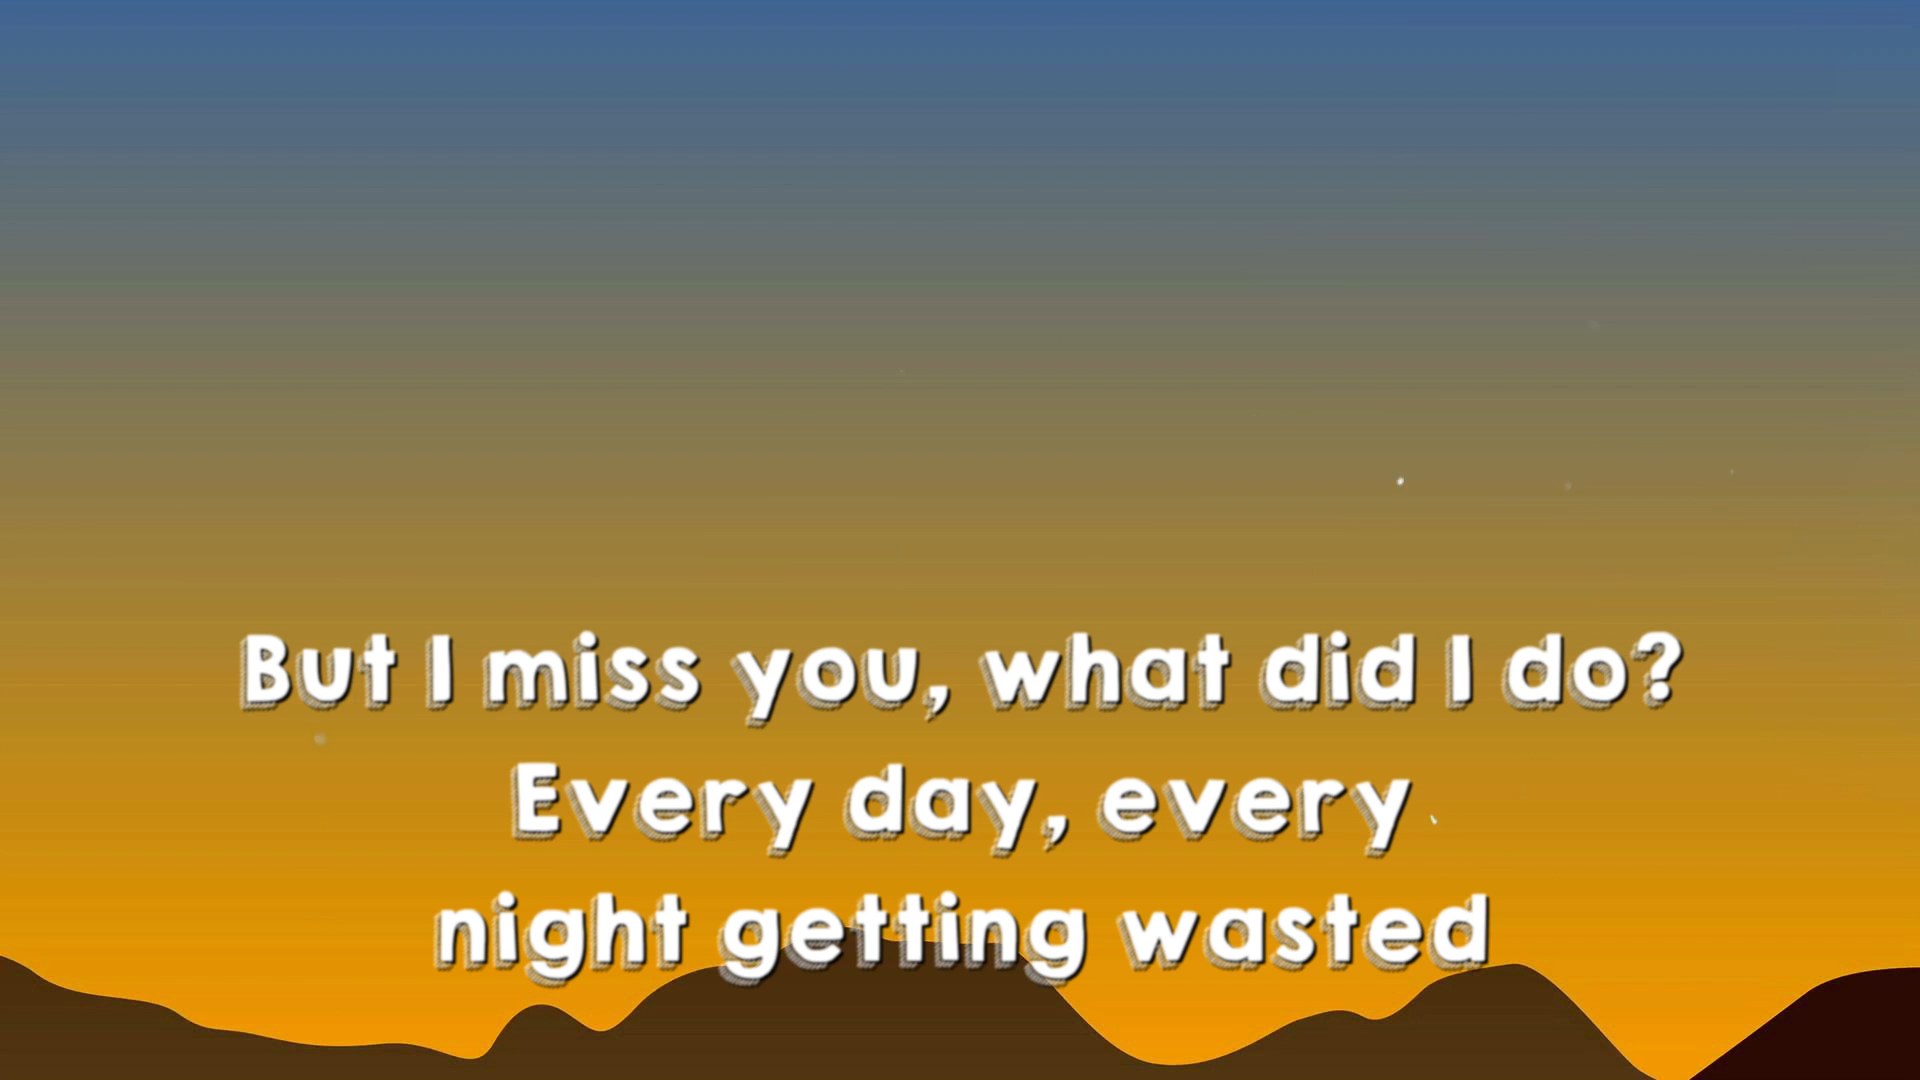 But I miss you, what did I do?
Every day, every
night getting wasted